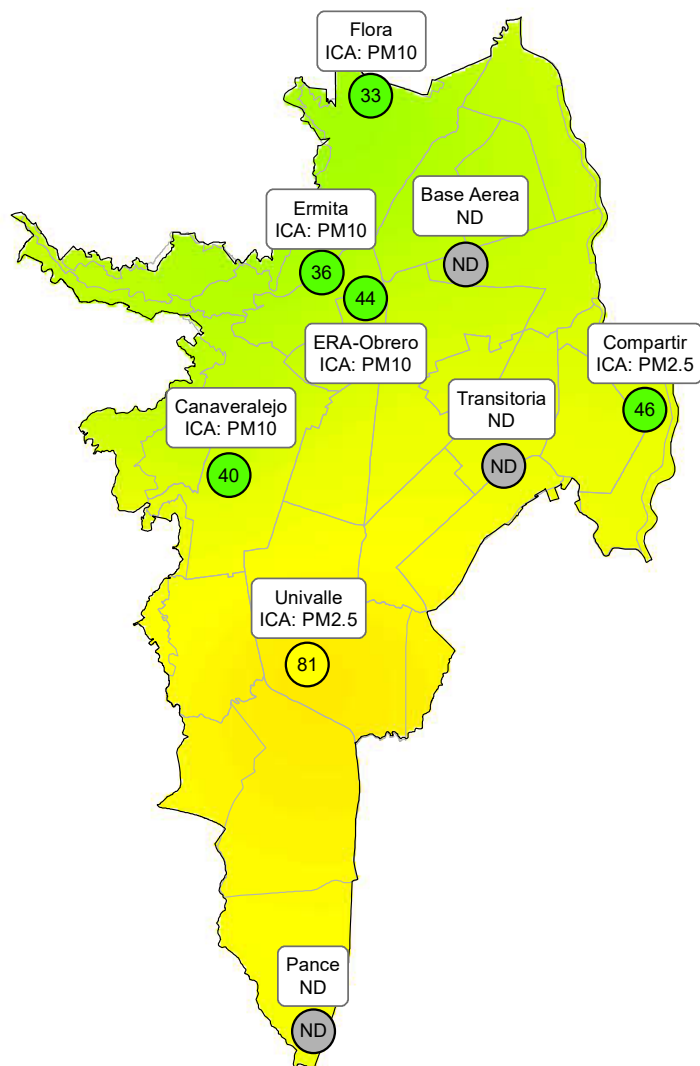 Flora
ICA: PM10
33
Ermita
ICA: PM10
36
Base Aerea
ND
ND
44
ERA-Obrero
ICA: PM10
Compartir
ICA: PM2.5
46
Canaveralejo
ICA: PM10
40
Transitoria
ND
ND
Univalle
ICA: PM2.5
81
Pance
ND
ND